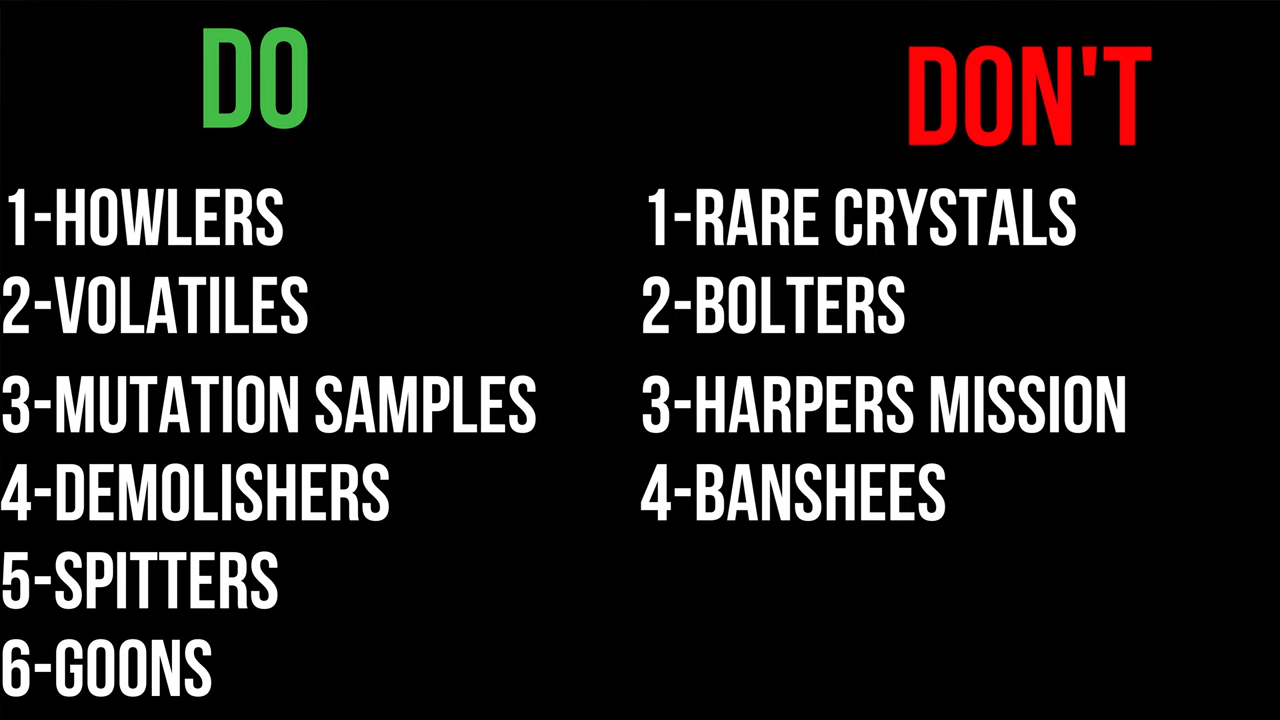 DO
1-HOWLERS
2-VOLATILES
3-MUTATION SAMPLES
4-DEMOLISHERS
5-SPITTERS
6-GOONS
DON'T
1-RARE CRYSTALS
2-BOLTERS
3-HARPERS MISSION
4-BANSHEES